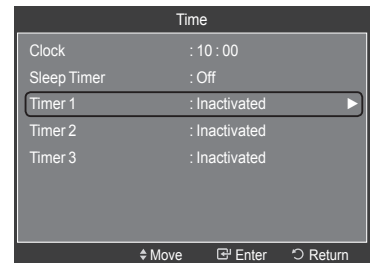 Time
Clock : 10 : 00
Sleep Timer : Off
Timer 1 : Inactivated ►
Timer 2 : Inactivated
Timer 3 : Inactivated
Move Enter Return